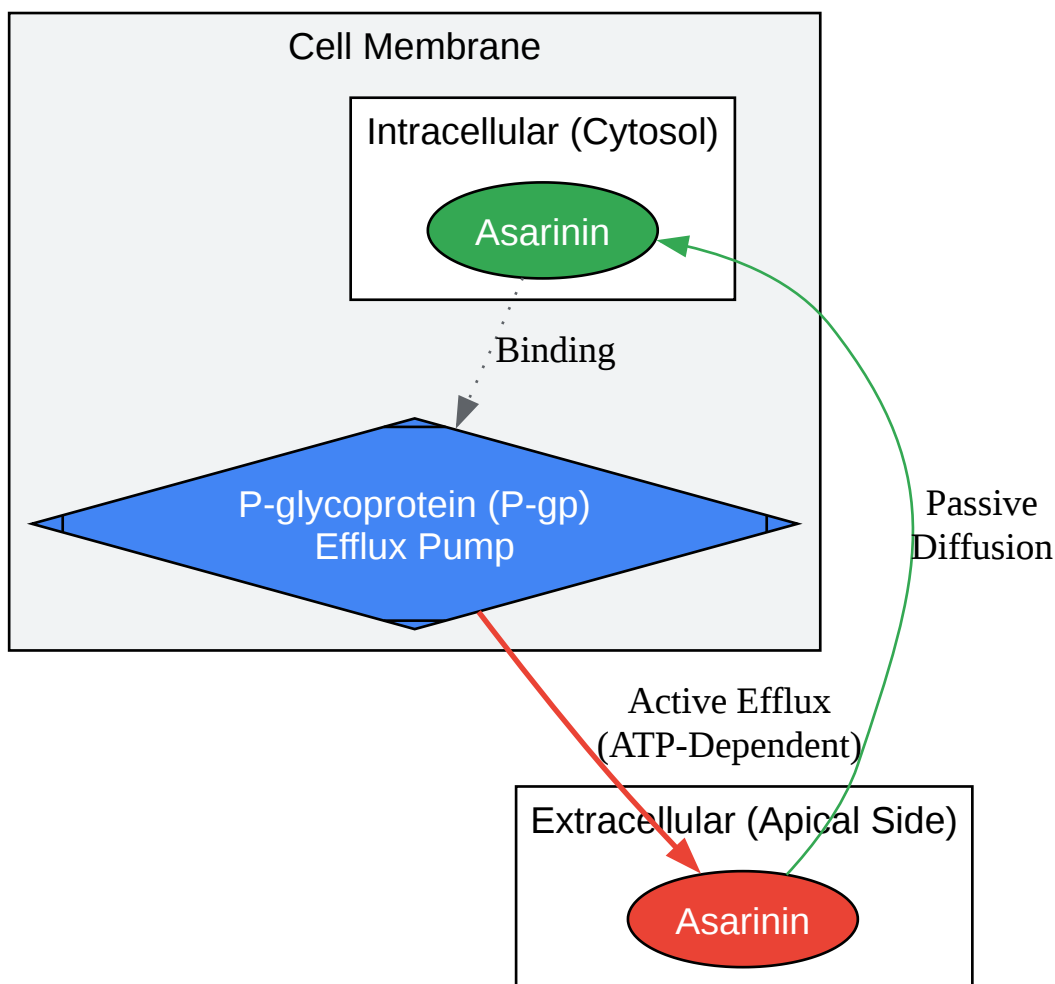 Cell Membrane
Intracellular (Cytosol)
Asarinin
Binding
P-glycoprotein (P-gp)
Efflux Pump
Passive
Diffusion
Active Efflux
(ATP-Dependent)
Extracellular (Apical Side)
Asarinin